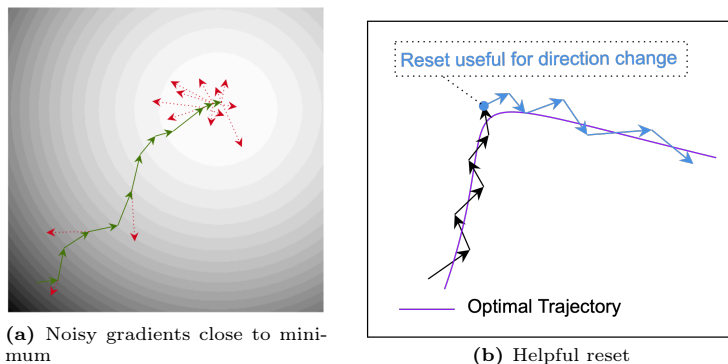 (a) Noisy gradients close to mini-
mum
Reset useful for direction change
Optimal Trajectory
(b) Helpful reset